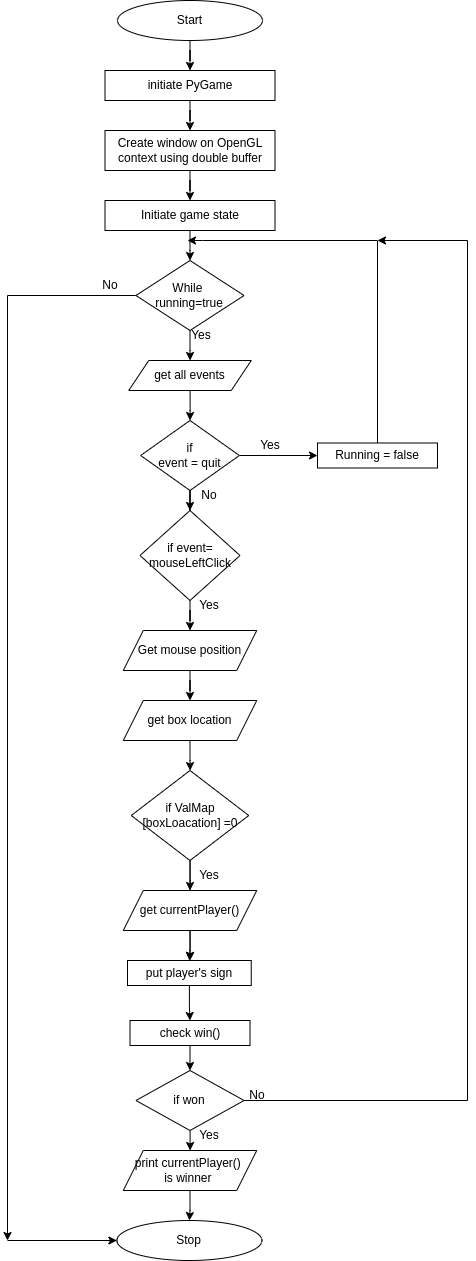 Start
initiate PyGame
Create window on OpenGL
context using double buffer
Initiate game state
No
While
running=true
Yes
get all events
if
event = quit
Yes
Running = false
No
if event=
mouseLeftClick
Yes
Get mouse position
get box location
if ValMap
[boxLoacation] =0
Yes
get currentPlayer()
put player's sign
check win()
if won
No
Yes
print currentPlayer()
is winner
Stop